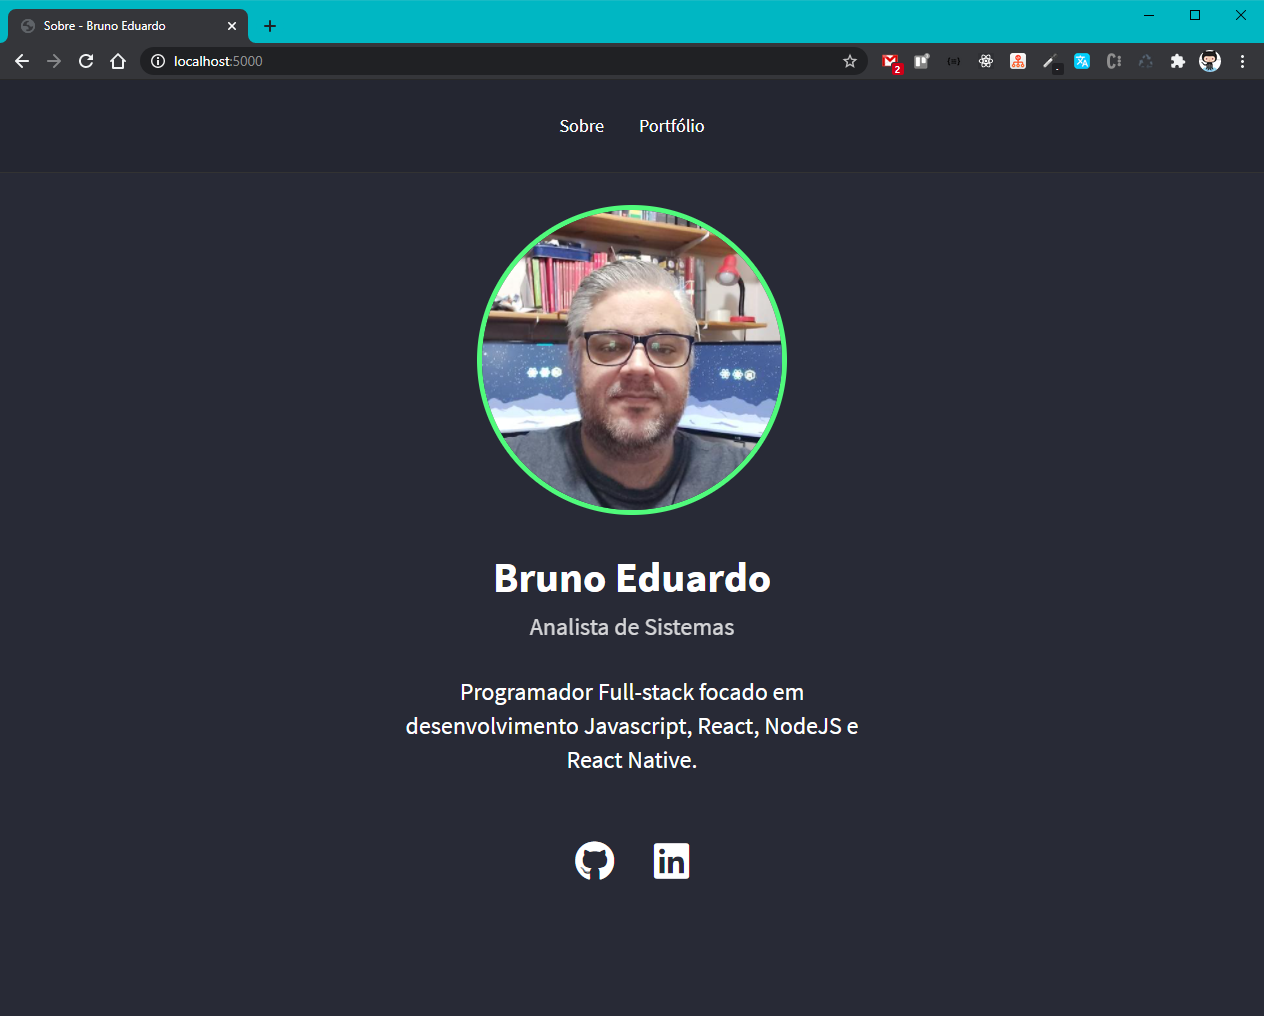 Sobre - Bruno Eduardo
localhost:5000
2
Sobre Portfólio
Bruno Eduardo
Analista de Sistemas
Programador Full-stack focado em
desenvolvimento Javascript, React, NodeJS e
React Native.
in